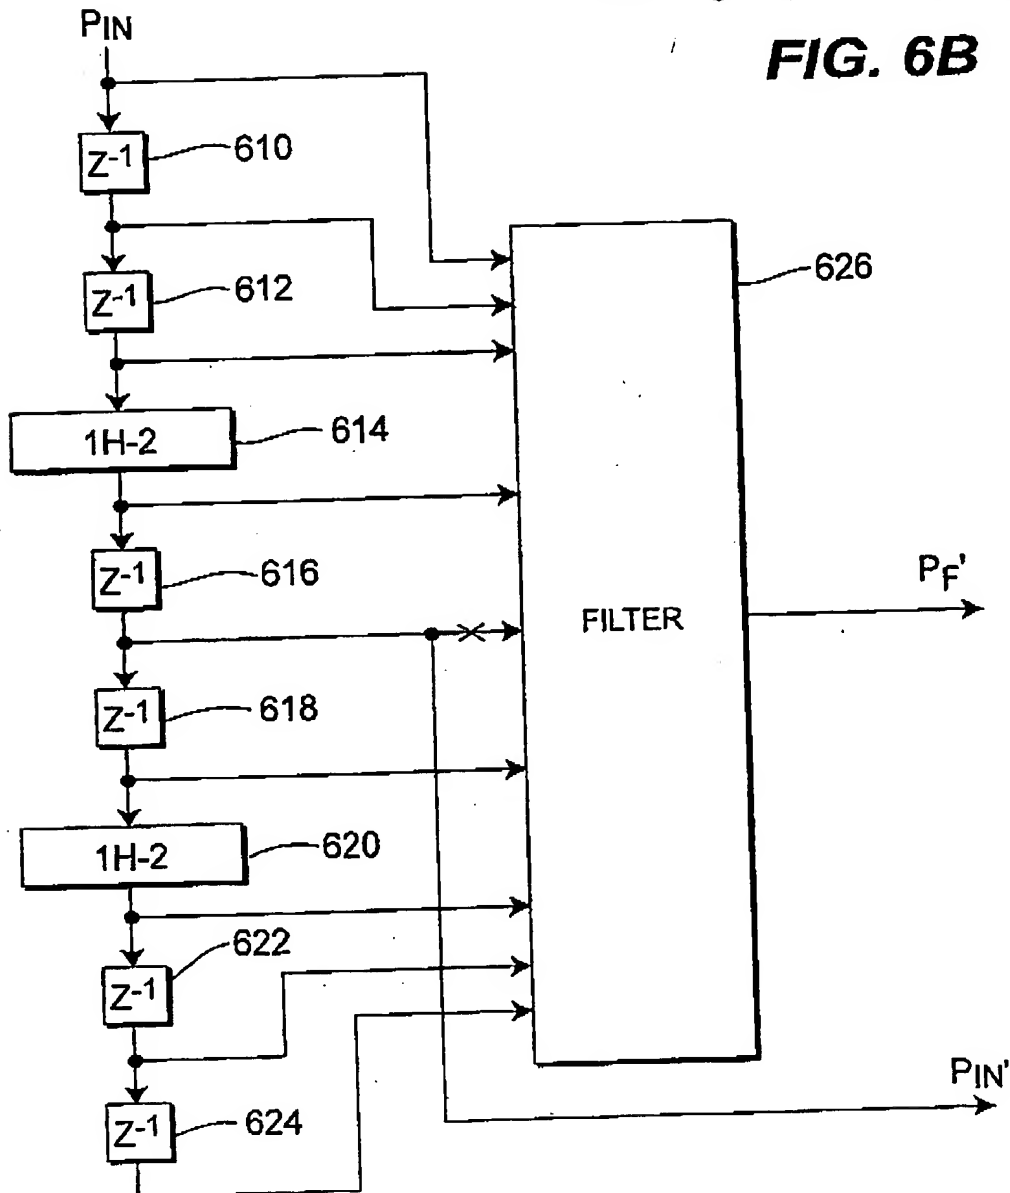 PIN
FIG. 6B
Z-1
610
Z-1
612
626
1H-2
614
Z-1
616
PF'
FILTER
Z-1
618
1H-2
620
Z-1
622
PIN'
Z-1
624